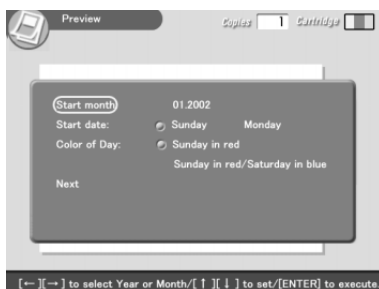 Preview Copies 1 Cartridge
Start month 01.2002
Start date: Sunday Monday
Color of Day: Sunday in red
Sunday in red/Saturday in blue
Next
[←][→] to select Year or Month/[↑][↓] to set/[ENTER] to execute.